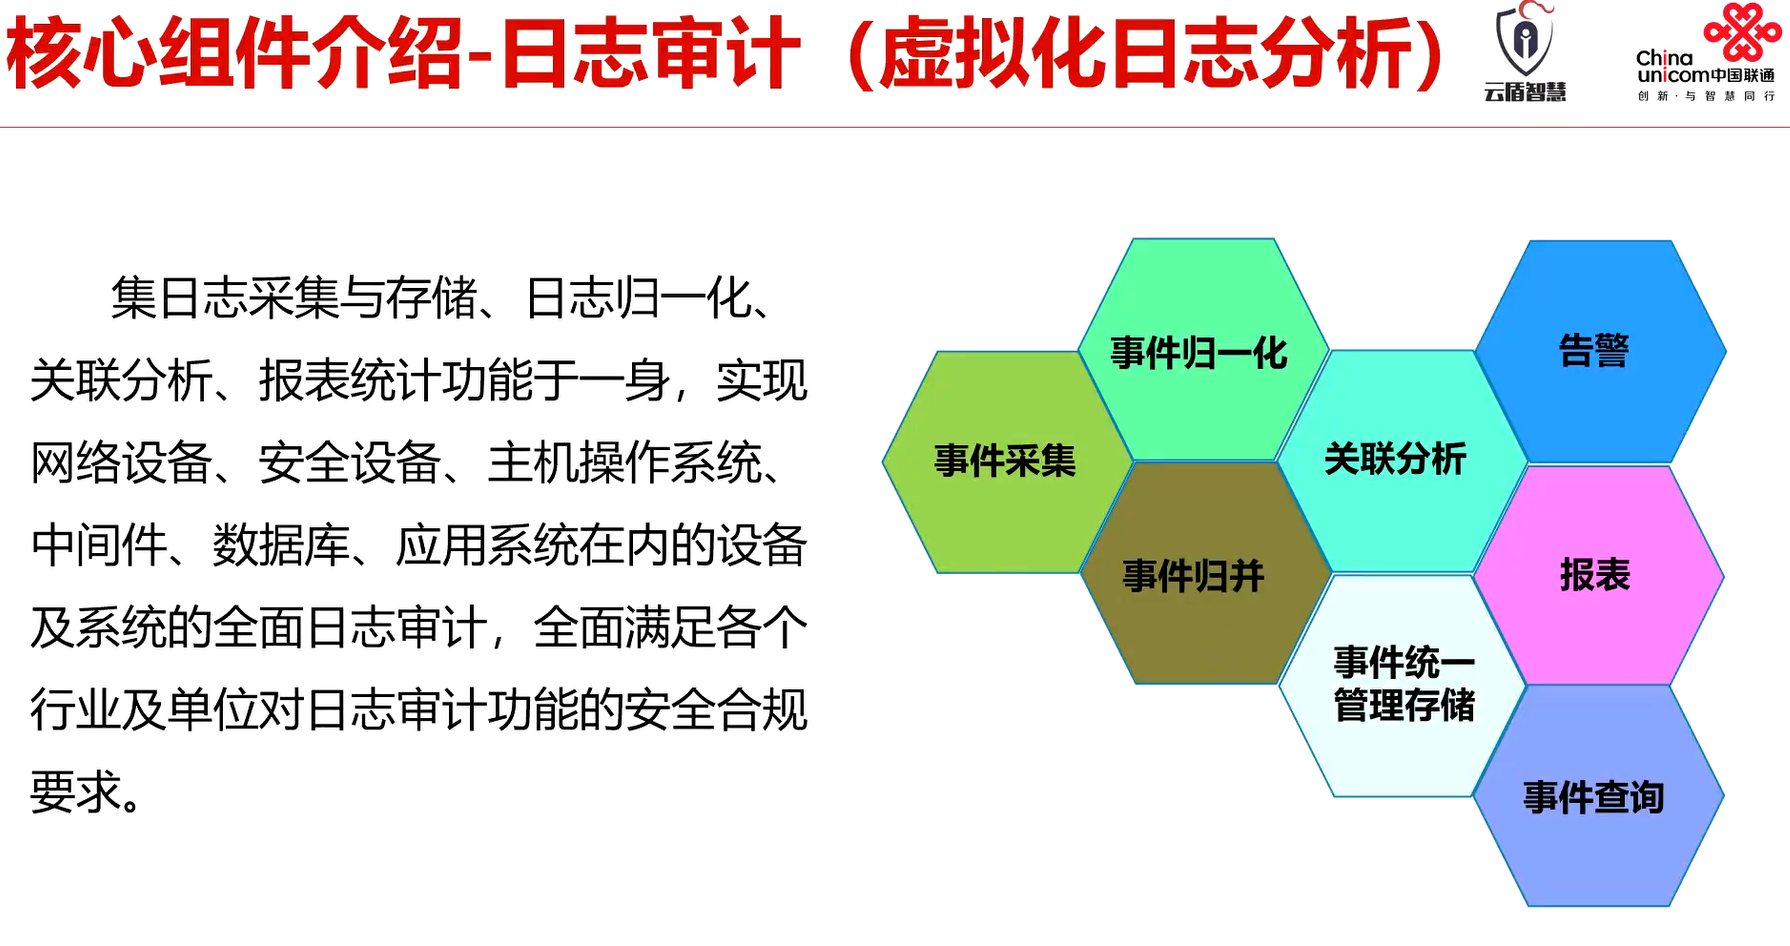 核心组件介绍-日志审计（虚拟化日志分析）
云盾智慧
China
unicom中国联通
创新·与智慧同行
集日志采集与存储、日志归一化、
关联分析、报表统计功能于一身，实现
网络设备、安全设备、主机操作系统、
中间件、数据库、应用系统在内的设备
及系统的全面日志审计，全面满足各个
行业及单位对日志审计功能的安全合规
要求。
事件归一化
告警
事件采集
关联分析
事件归并
报表
事件统一
管理存储
事件查询